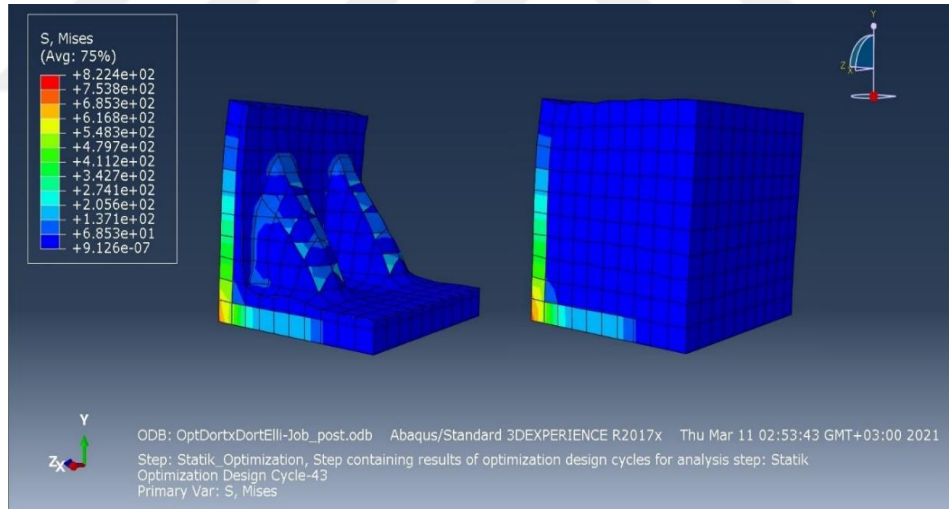 S, Mises
(Avg: 75%)
+8.224e+02
+7.538e+02
+6.853e+02
+6.168e+02
+5.483e+02
+4.797e+02
+4.112e+02
+3.427e+02
+2.741e+02
+2.056e+02
+1.371e+02
+6.853e+01
+9.126e-07
Y
Z X
Y
Z X
ODB: OptDortxDortElli-Job_post.odb Abaqus/Standard 3DEXPERIENCE R2017x Thu Mar 11 02:53:43 GMT+03:00 2021
Step: Statik_Optimization, Step containing results of optimization design cycles for analysis step: Statik
Optimization Design Cycle-43
Primary Var: S, Mises